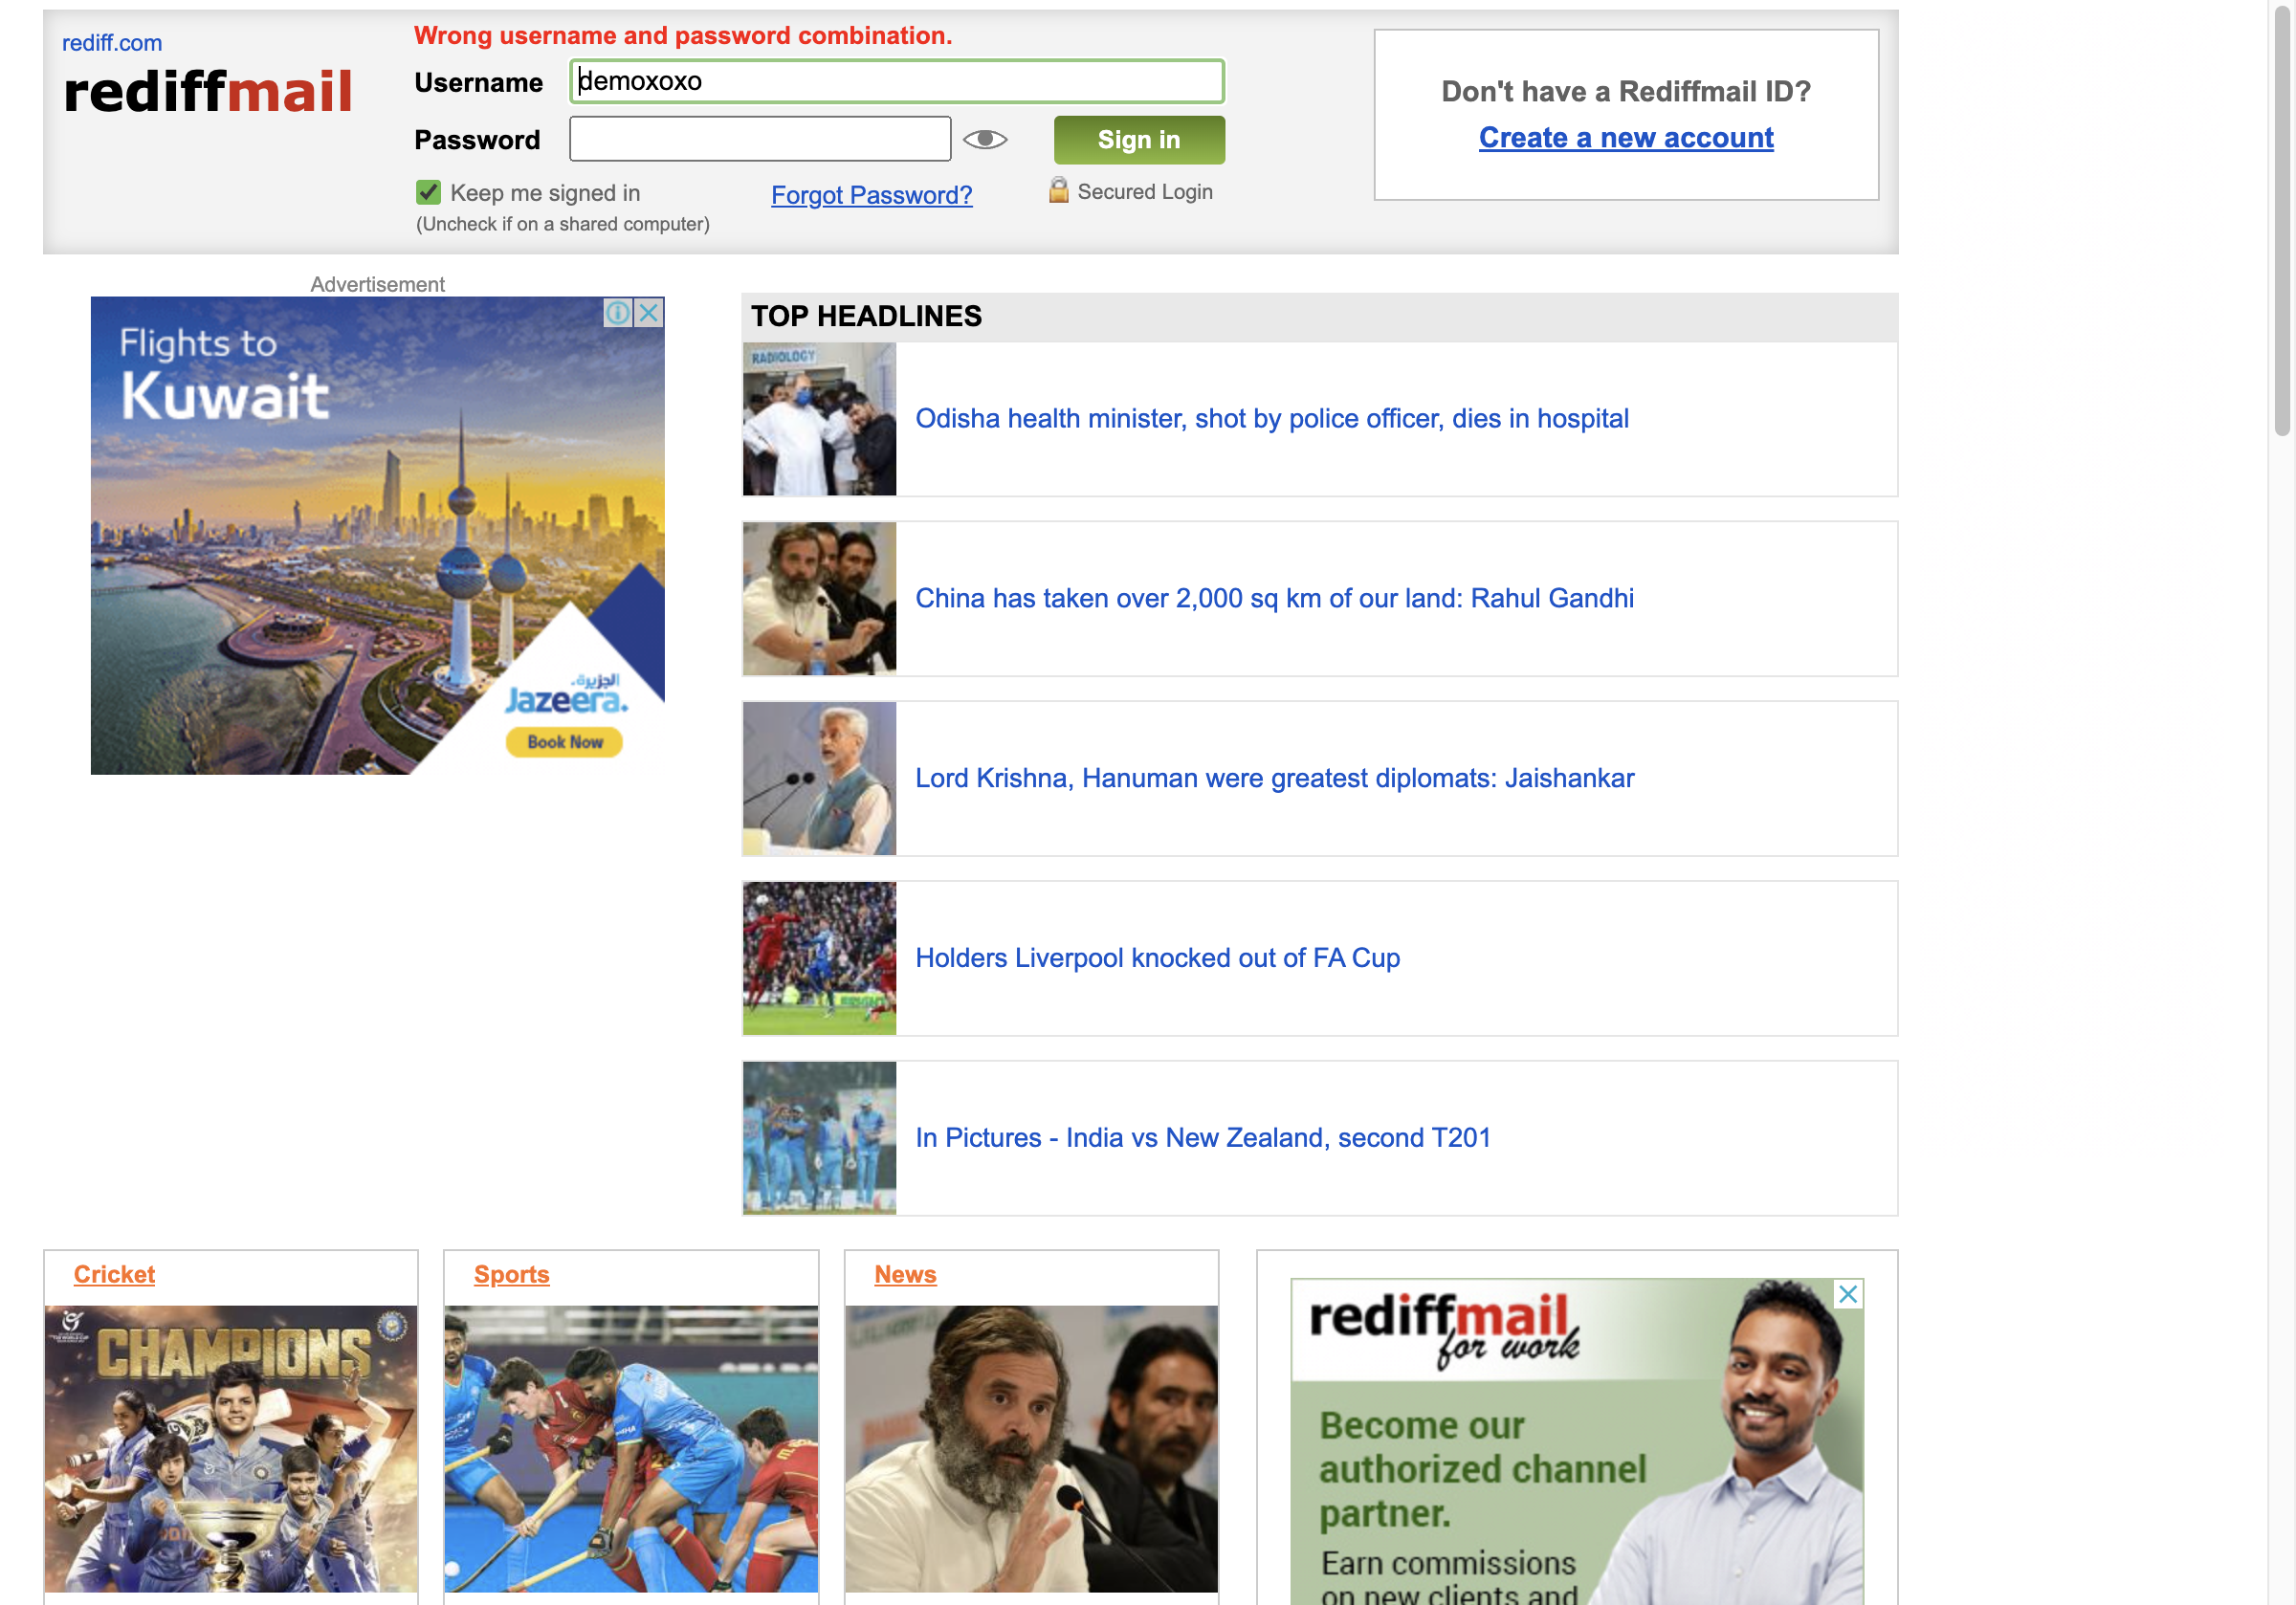 rediff.com
rediffmail
Wrong username and password combination.
Username
demoxoxo
Password
Sign in
Keep me signed in
(Uncheck if on a shared computer)
Forgot Password?
Secured Login
Don't have a Rediffmail ID?
Create a new account
Advertisement
Flights to
Kuwait
الجزيرة.
Jazeera.
Book Now
TOP HEADLINES
RADIOLOGY
Odisha health minister, shot by police officer, dies in hospital
China has taken over 2,000 sq km of our land: Rahul Gandhi
Lord Krishna, Hanuman were greatest diplomats: Jaishankar
Holders Liverpool knocked out of FA Cup
In Pictures - India vs New Zealand, second T201
Cricket
CHAMPIONS
Sports
News
rediffmail
for work
Become our
authorized channel
partner.
Earn commissions
on new clients and